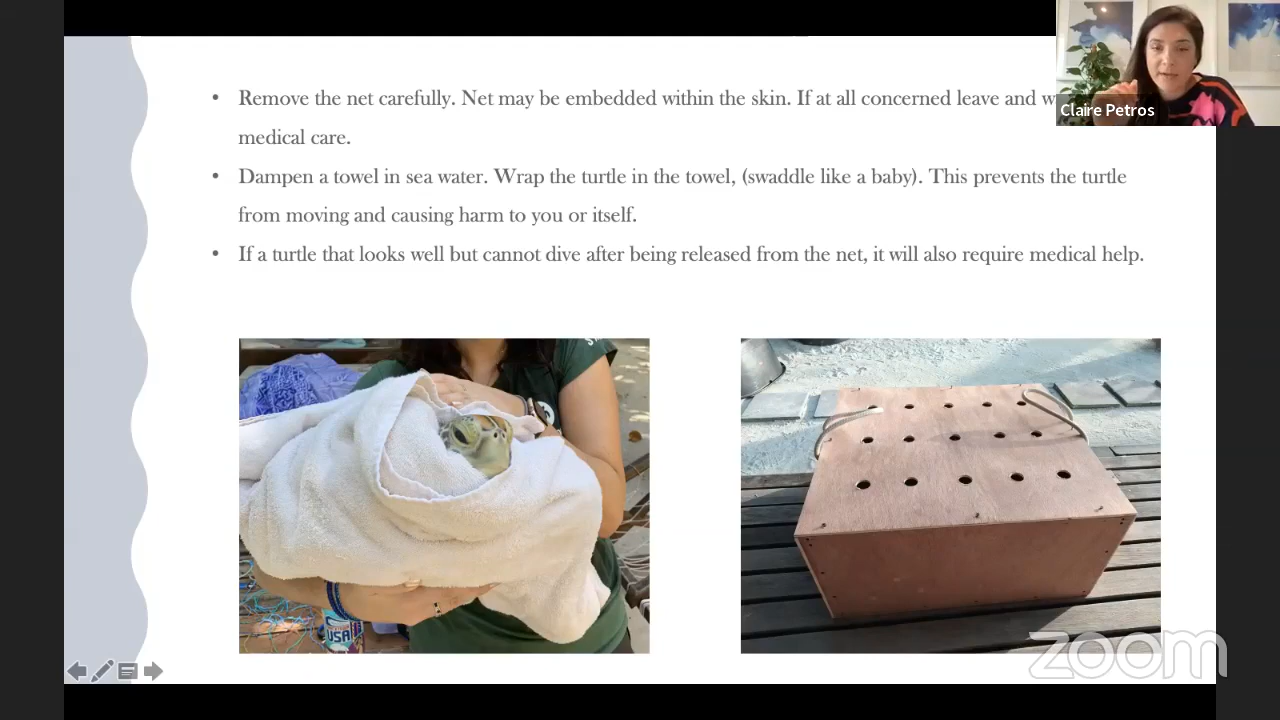 • Remove the net carefully. Net may be embedded within the skin. If at all concerned leave and
Claire Petros
medical care.
• Dampen a towel in sea water. Wrap the turtle in the towel, (swaddle like a baby). This prevents the turtle
from moving and causing harm to you or itself.
• If a turtle that looks well but cannot dive after being released from the net, it will also require medical help.
USA
zoom